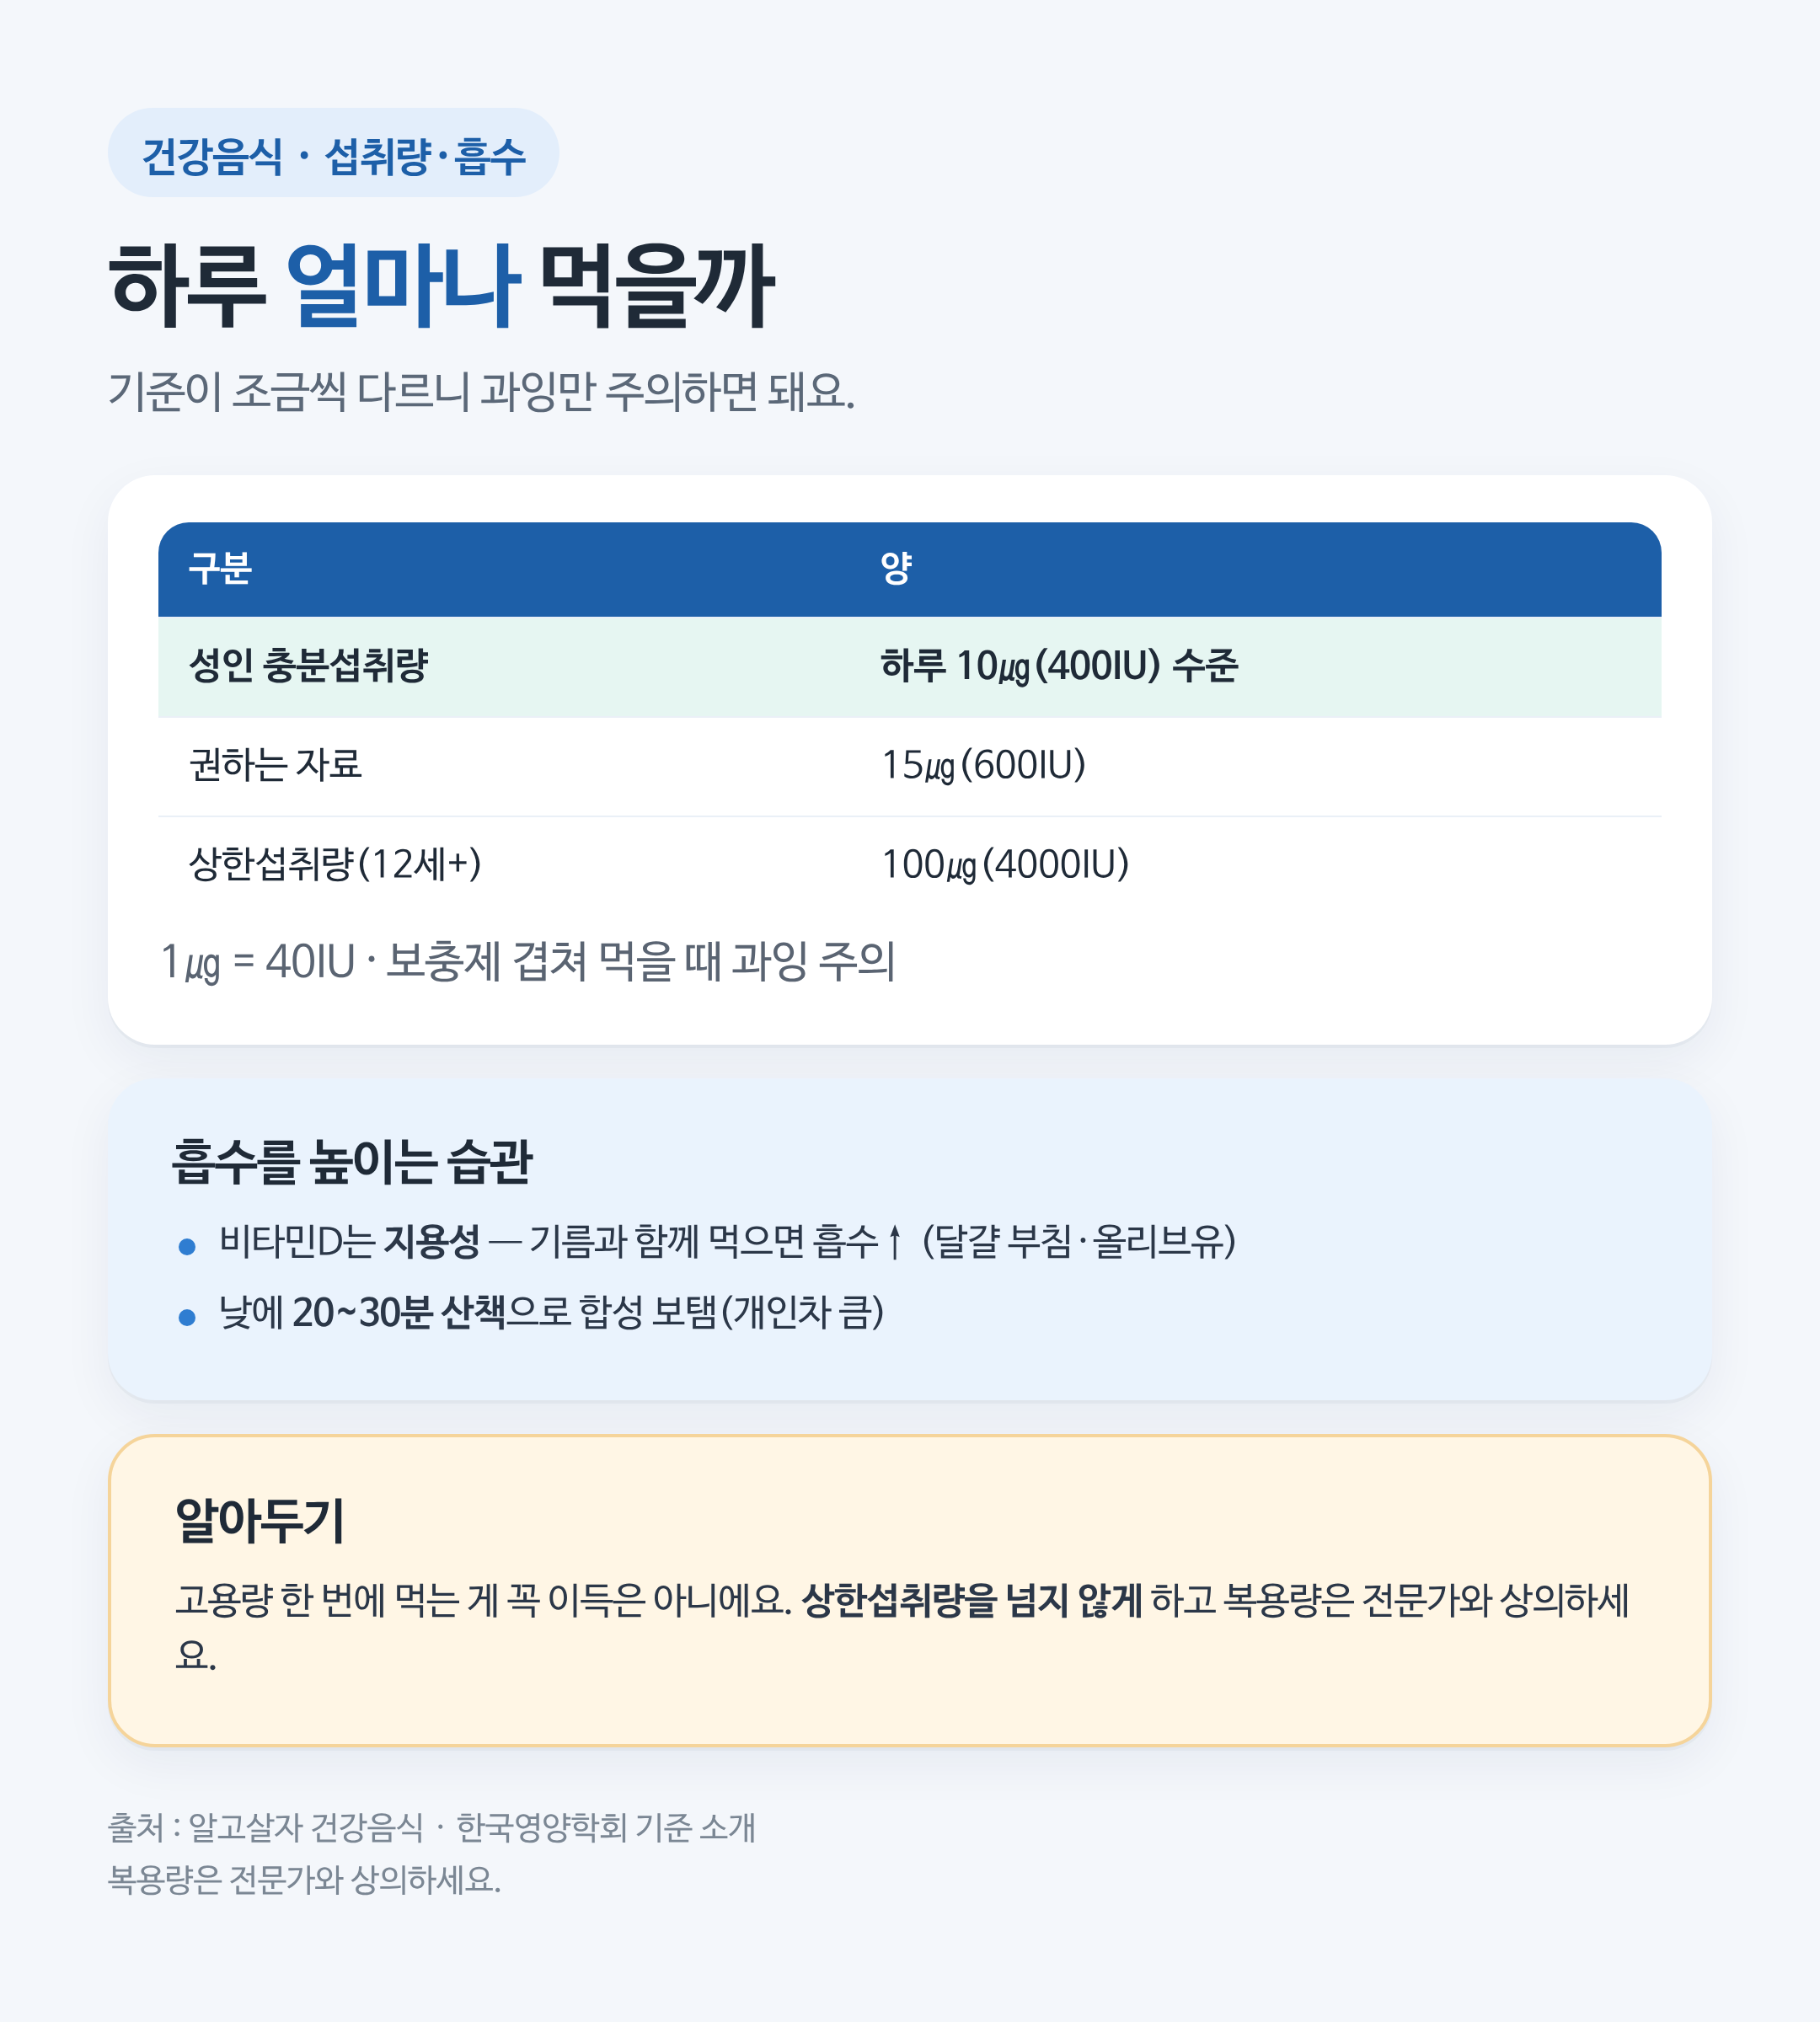 건강음식 · 섭취량·흡수
하루 얼마나 먹을까
기준이 조금씩 다르니 과잉만 주의하면 돼요.
구분 양
성인 충분섭취량 하루 10㎍(400IU) 수준
권하는 자료 15㎍(600IU)
상한섭취량(12세+) 100㎍(4000IU)
1㎍ = 40IU · 보충제 겹쳐 먹을 때 과잉 주의
흡수를 높이는 습관
● 비타민D는 지용성 — 기름과 함께 먹으면 흡수↑ (달걀 부침·올리브유)
● 낮에 20~30분 산책으로 합성 보탬(개인차 큼)
알아두기
고용량 한 번에 먹는 게 꼭 이득은 아니에요. 상한섭취량을 넘지 않게 하고 복용량은 전문가와 상의하세
요.
출처 : 알고살자 건강음식 · 한국영양학회 기준 소개
복용량은 전문가와 상의하세요.